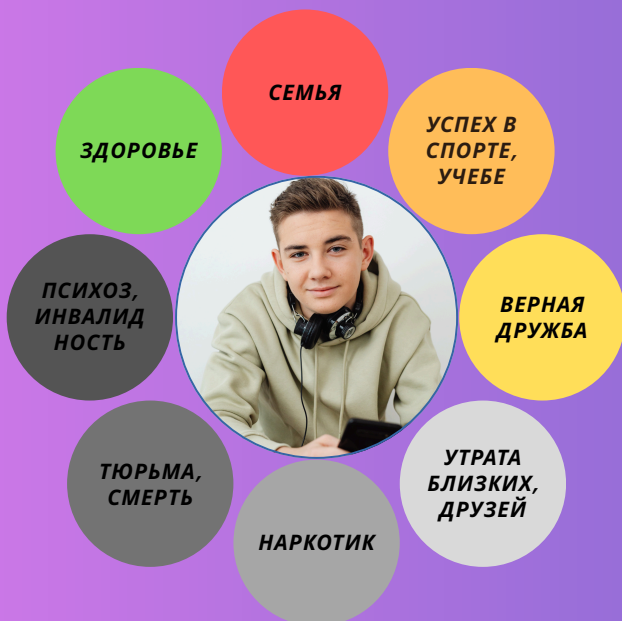 СЕМЬЯ
УСПЕХ В
СПОРТЕ,
УЧЕБЕ
ВЕРНАЯ
ДРУЖБА
УТРАТА
БЛИЗКИХ,
ДРУЗЕЙ
НАРКОТИК
ТЮРЬМА,
СМЕРТЬ
ПСИХОЗ,
ИНВАЛИД
НОСТЬ
ЗДОРОВЬЕ